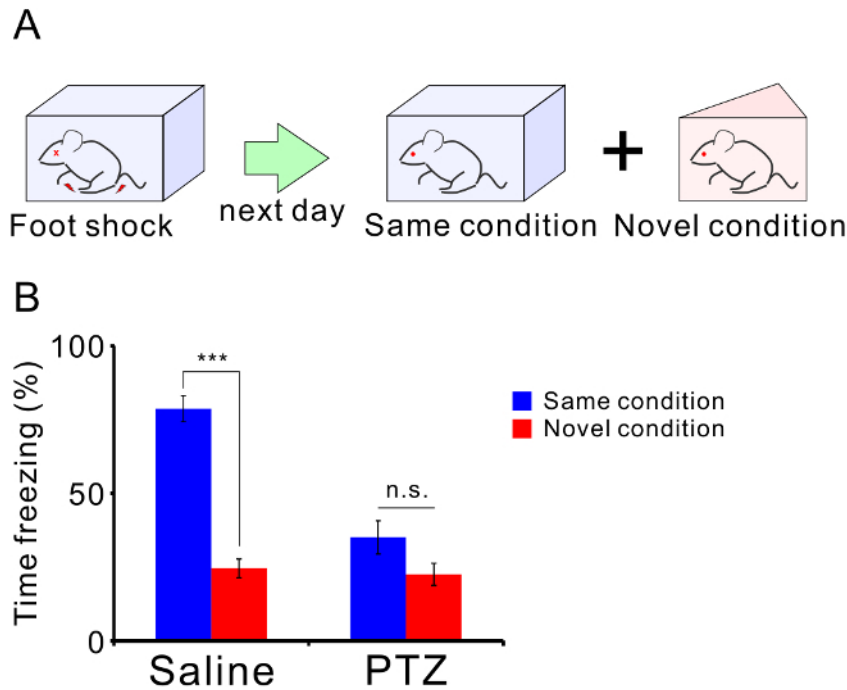 A
Foot shock
next day
Same condition
+
Novel condition
B
Time freezing (%)
100
50
0
***
n.s.
Saline
PTZ
Same condition
Novel condition